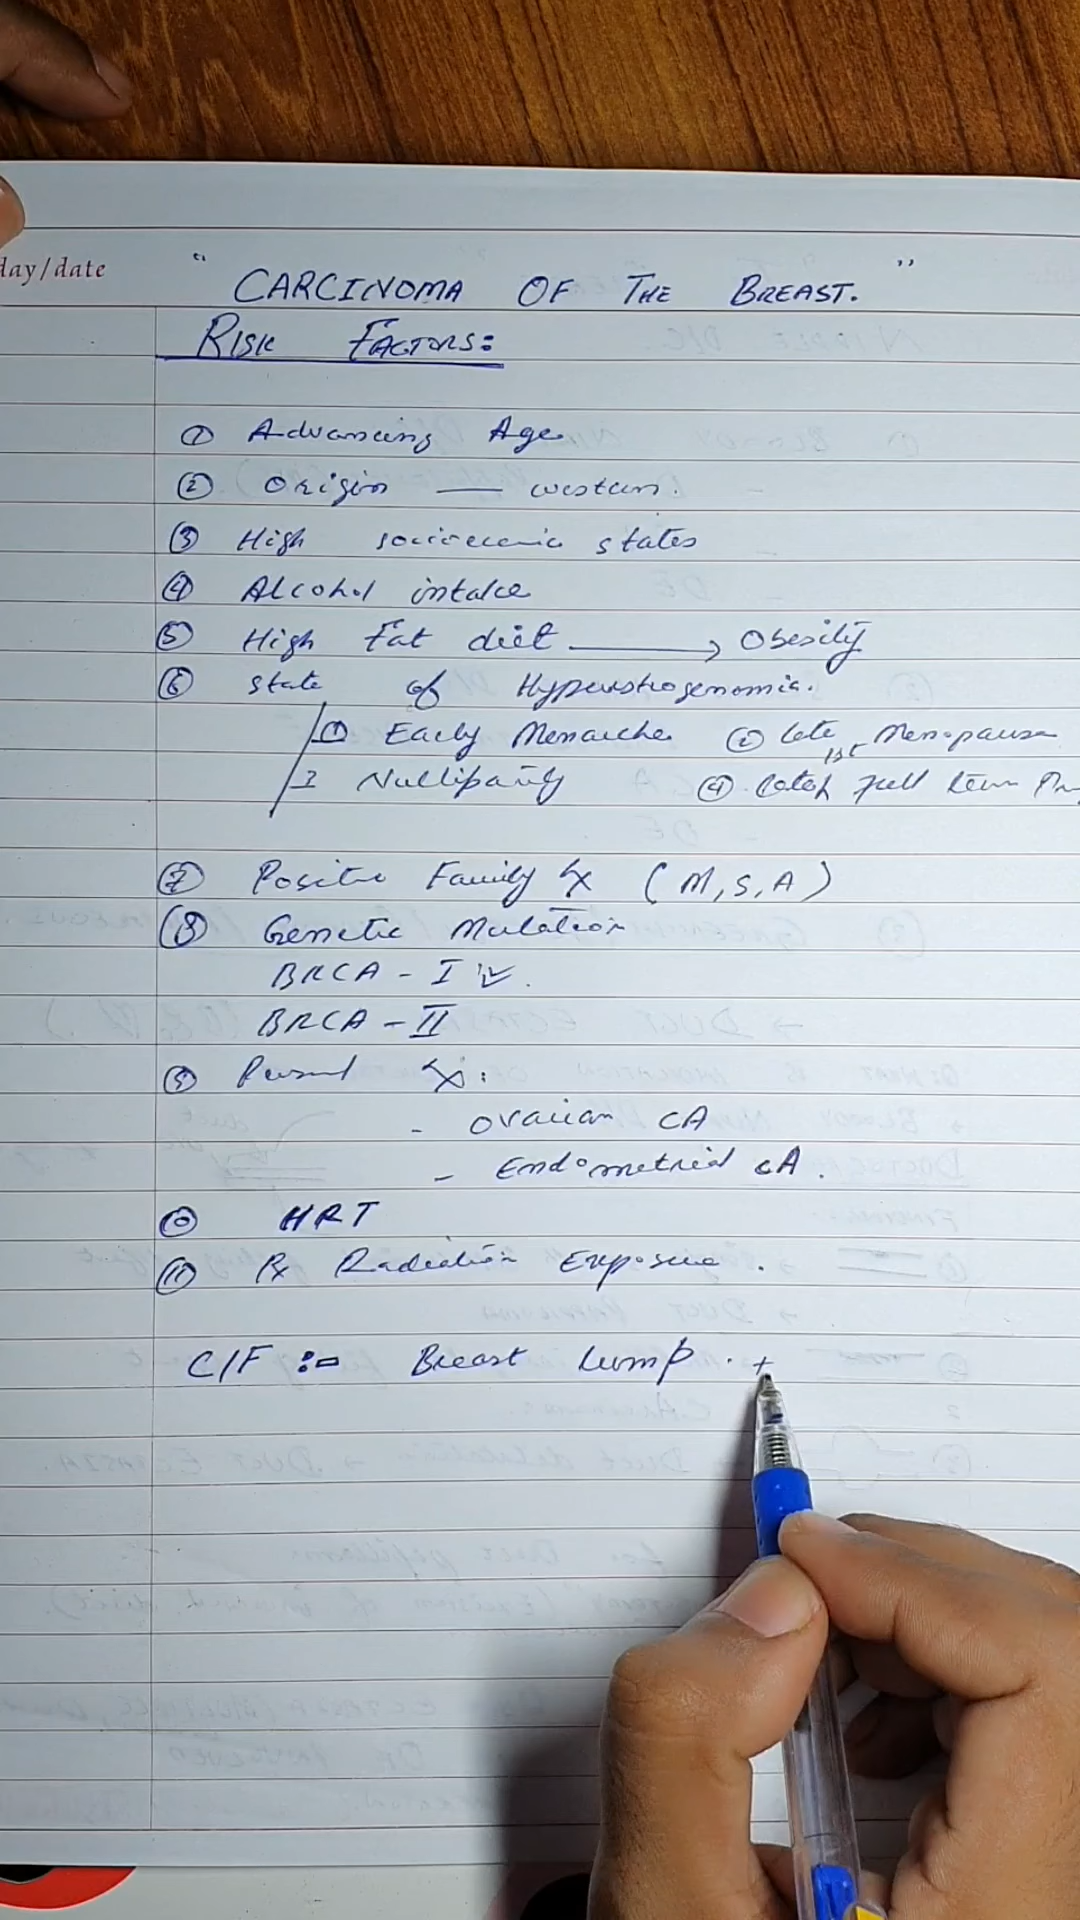 day/date
" CARCINOMA OF THE BREAST. "
RISK FACTORS:
① Advancing Age
② Origin — western.
③ High socioeconomic states
④ Alcohol intake
⑤ High Fat diet → Obesity
⑥ State of Hyperestrogenomia.
① Early Menarche ② late Menopause
3 Nulliparity ④ late 1st full term Pr
⑦ Positive Family Hx (M, S, A)
⑧ Genetic Mutation
BRCA - I
BRCA - II
⑨ Personal Hx:
- Ovarian CA
- Endometrial CA.
⑩ HRT
⑪ Rx Radiation Exposure.
C/F :- Breast lump. +